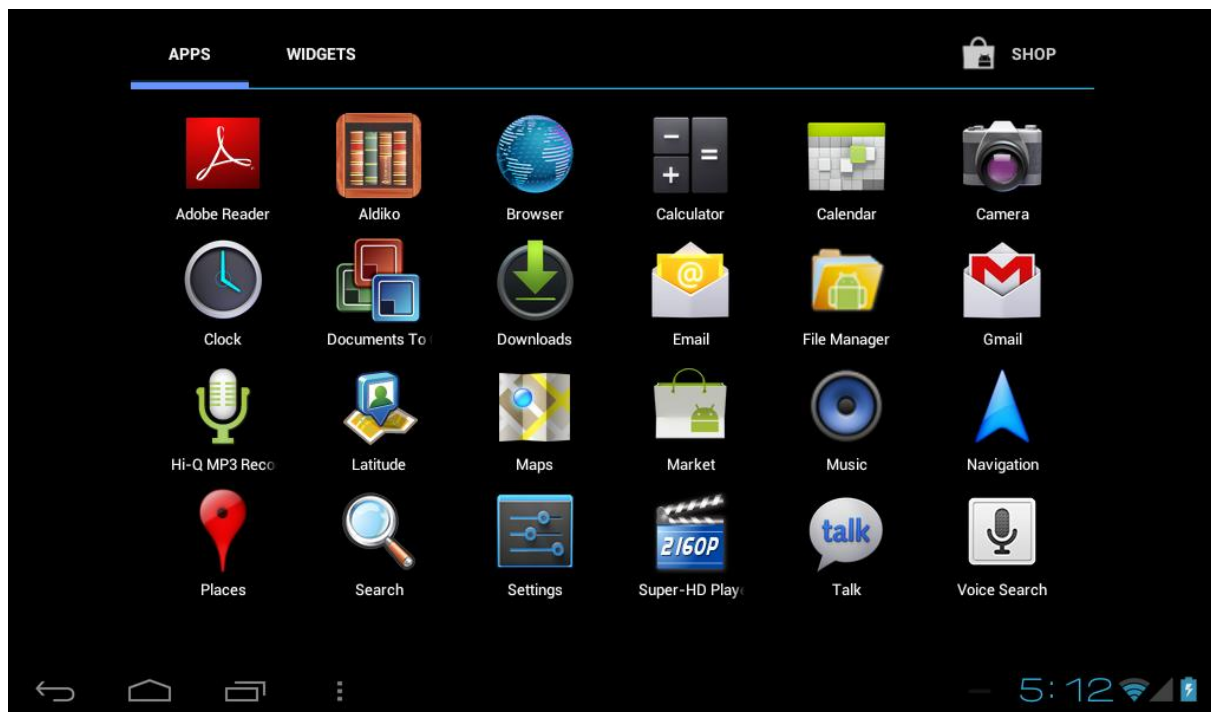 APPS WIDGETS SHOP
Adobe Reader Aldiko Browser Calculator Calendar Camera
Clock Documents To Downloads Email File Manager Gmail
Hi-Q MP3 Reco Latitude Maps Market Music Navigation
2160P talk
Places Search Settings Super-HD Play Talk Voice Search
5:12